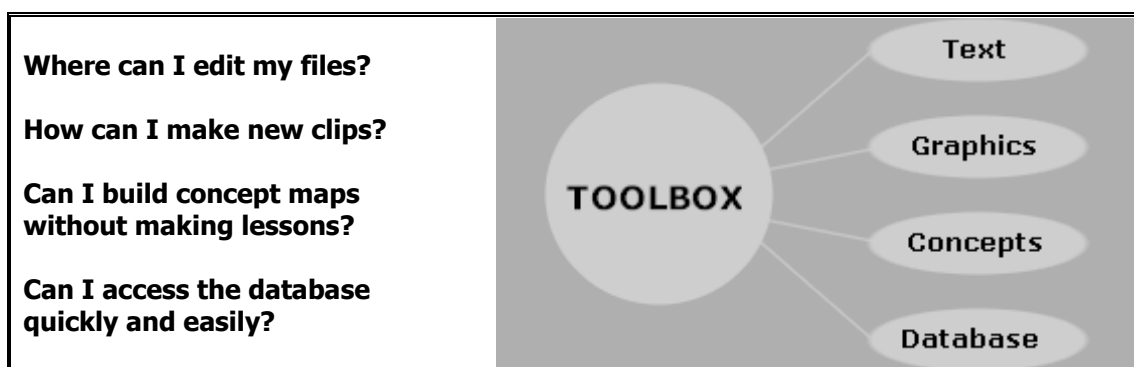 Where can I edit my files?
How can I make new clips?
Can I build concept maps
without making lessons?
Can I access the database
quickly and easily?
TOOLBOX
Text
Graphics
Concepts
Database